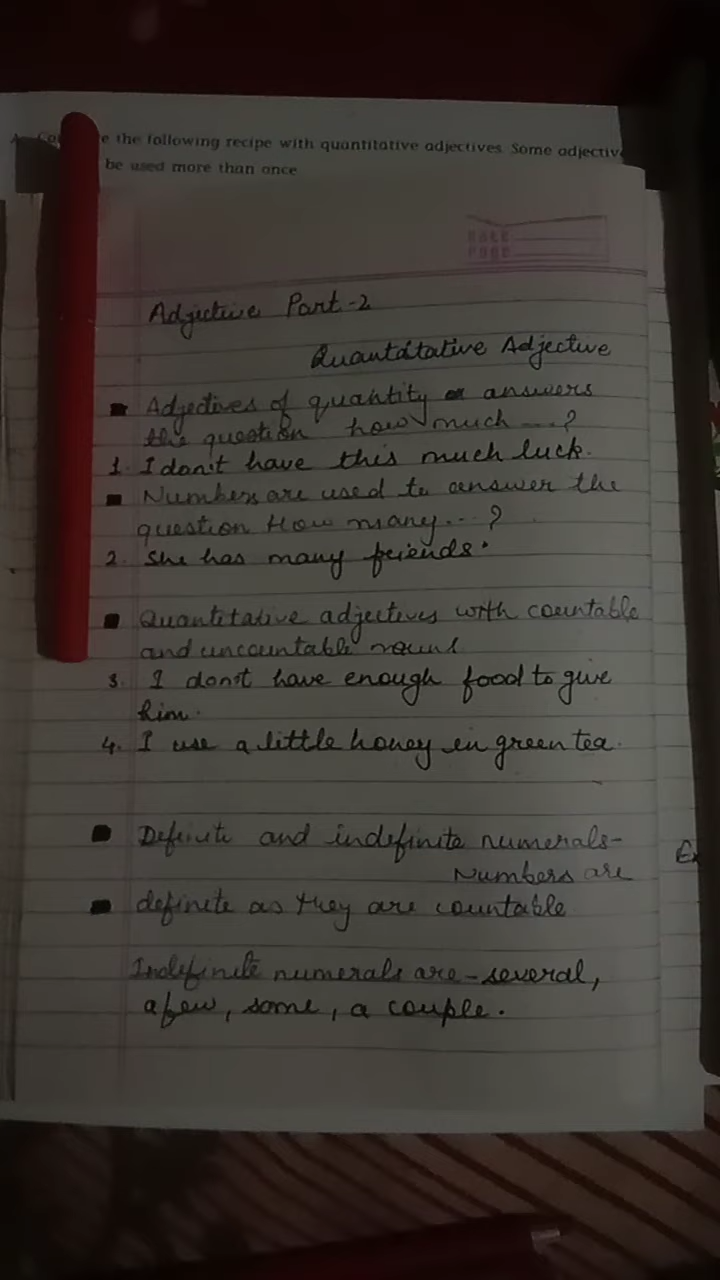 e the following recipe with quantitative adjectives. Some adjectiv
be used more than once
DATE
PAGE
Adjective Part-2
Quantitative Adjective
Adjectives of quantity answers
the question how much ...?
1. I don't have this much luck.
Numbers are used to answer the
question How many...?
2. She has many friends.
Quantitative adjectives with countable
and uncountable nouns
3. I don't have enough food to give
him.
4. I use a little honey in green tea.
Definite and indefinite numerals-
Numbers are
definite as they are countable
Indefinite numerals are - several,
a few, some, a couple.